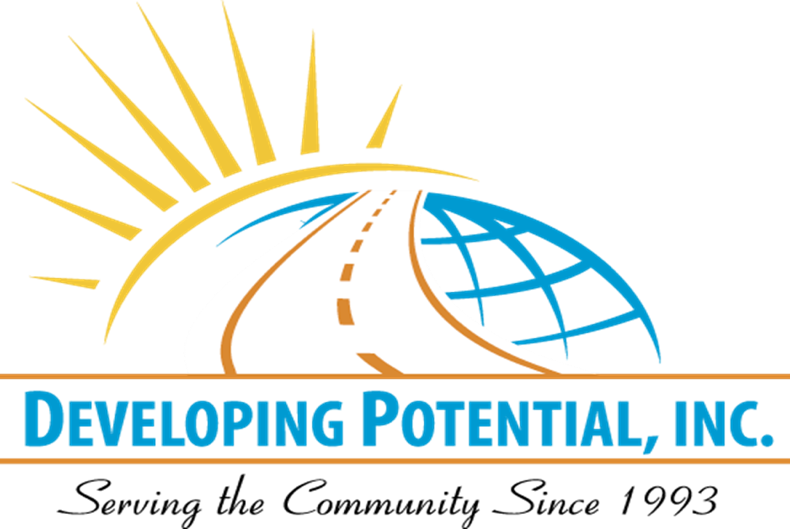 DEVELOPING POTENTIAL, INC.
Serving the Community Since 1993